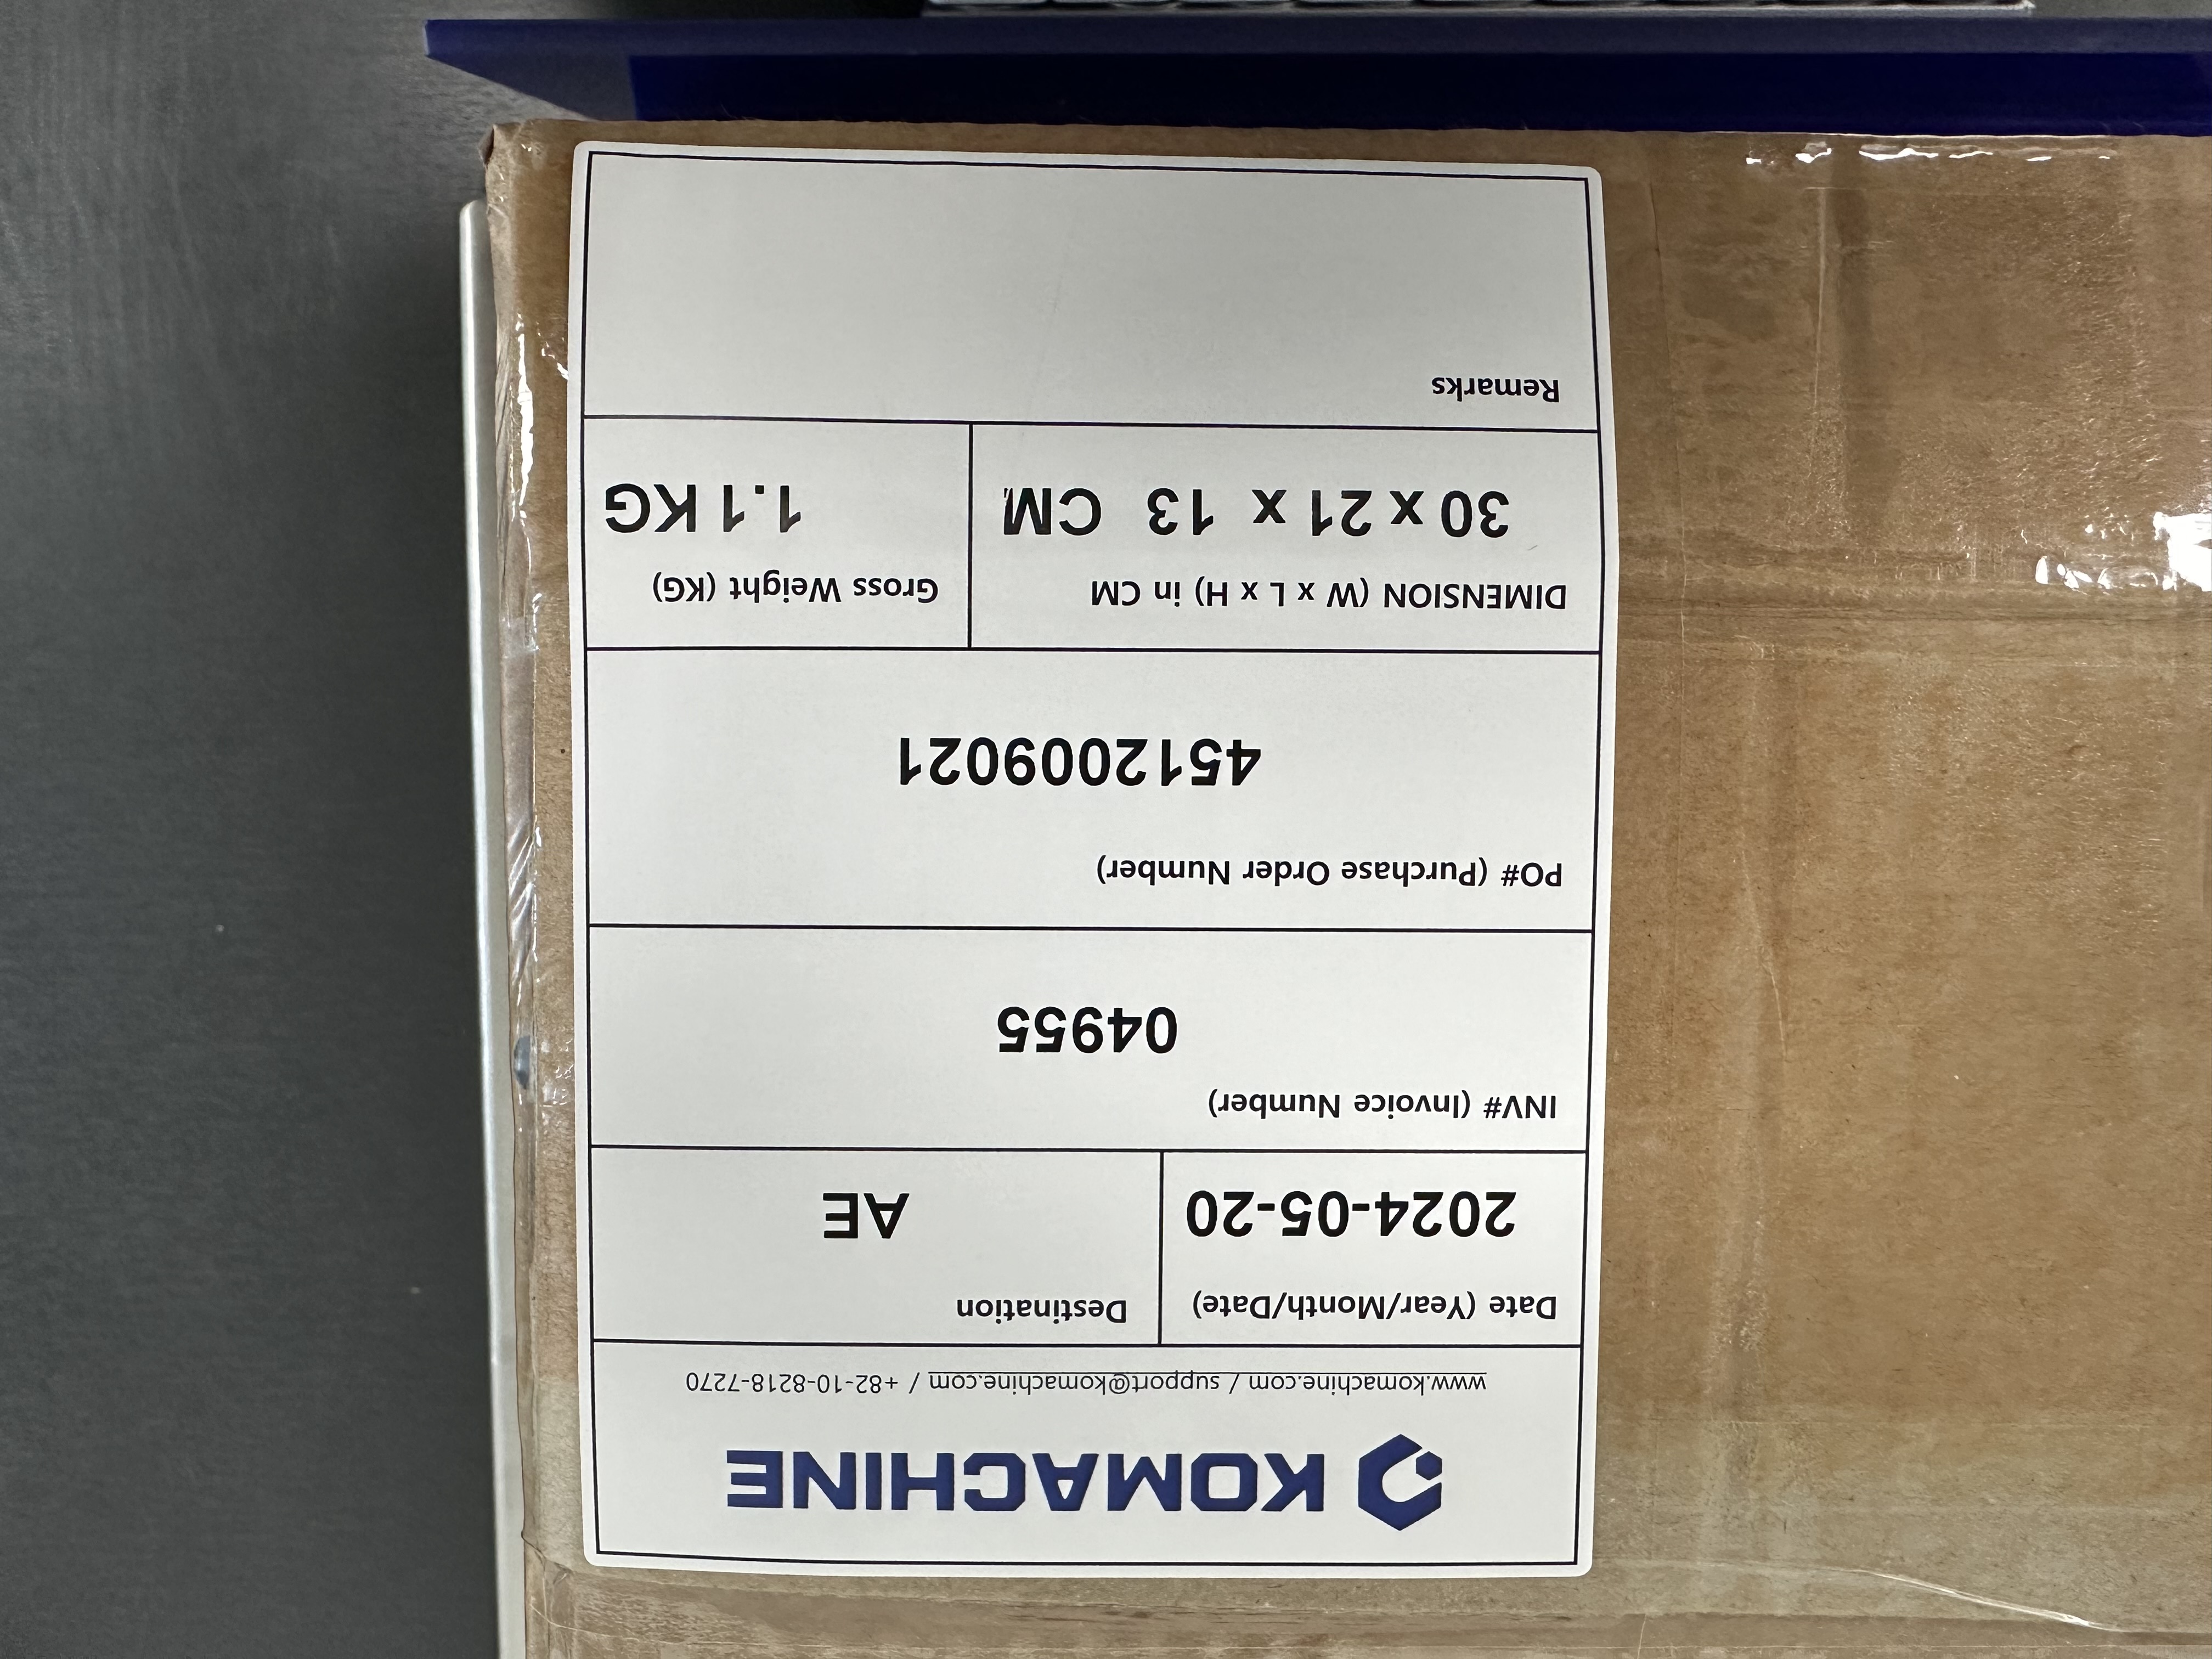 KOMACHINE
www.komachine.com / support@komachine.com / +82-10-8218-7270
Date (Year/Month/Date)
2024-05-20
Destination
AE
INV# (Invoice Number)
04955
PO# (Purchase Order Number)
4512009021
DIMENSION (W x L x H) in CM
30 x 21 x 13 CM
Gross Weight (KG)
1.1 KG
Remarks